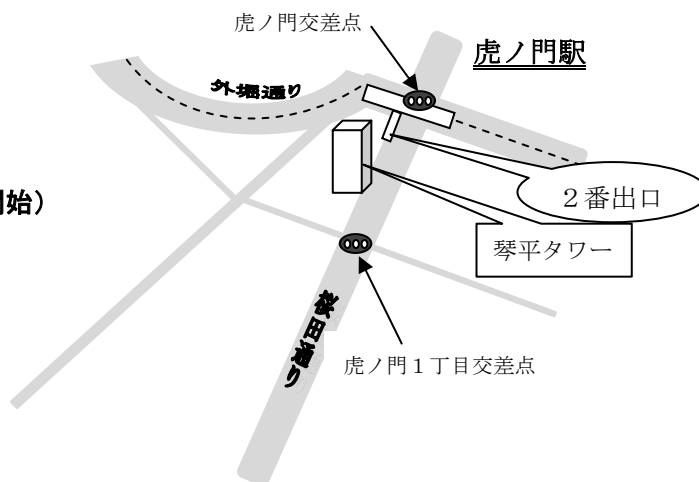 虎ノ門交差点
虎ノ門駅
外堀通り
２番出口
始）
琴平タワー
桜田通り
虎ノ門１丁目交差点